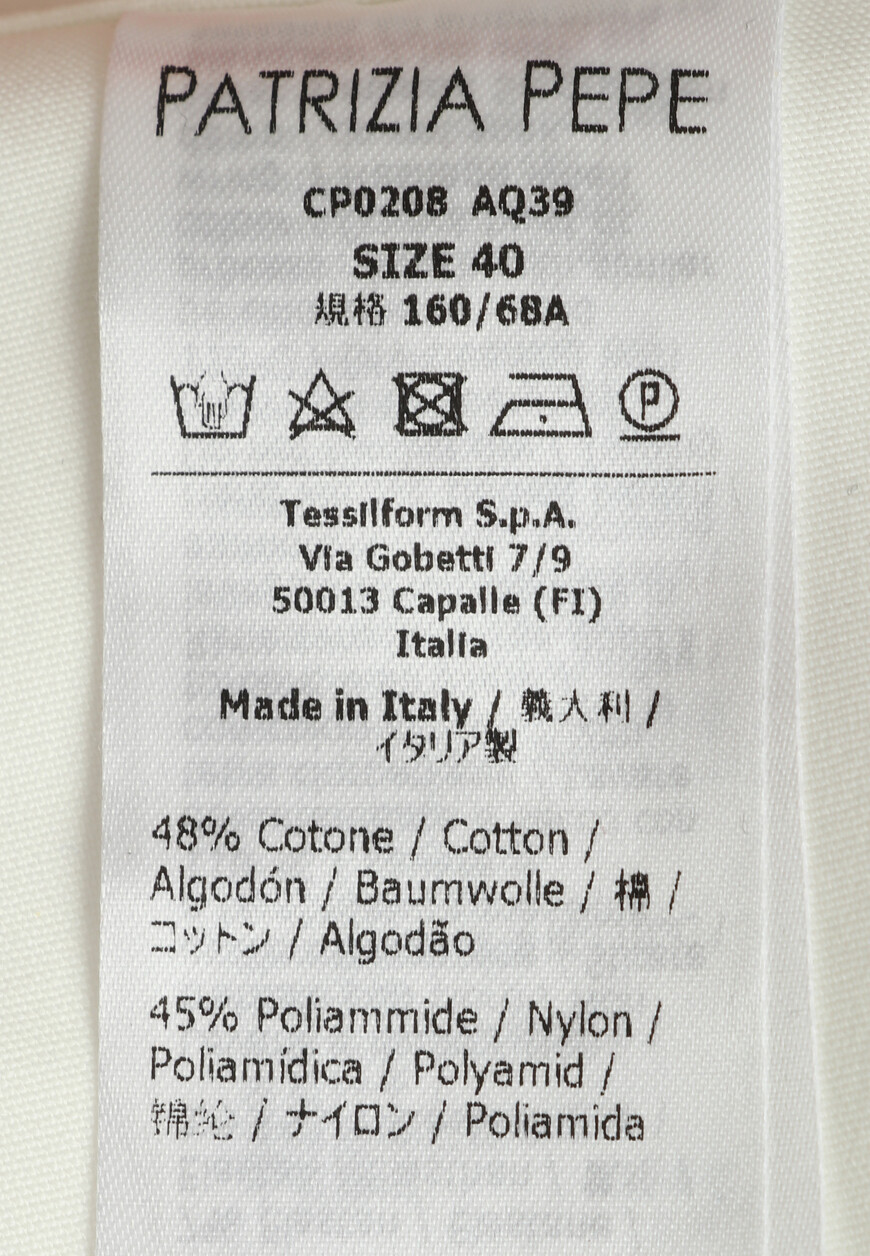 PATRIZIA PEPE
CP0208 AQ39
SIZE 40
規格 160/68A
P
Tessilform S.p.A.
Via Gobetti 7/9
50013 Capalle (FI)
Italia
Made in Italy / 義大利 /
イタリア製
48% Cotone / Cotton /
Algodón / Baumwolle / 棉 /
コットン / Algodão
45% Poliammide / Nylon /
Poliamídica / Polyamid /
锦纶 / ナイロン / Poliamida